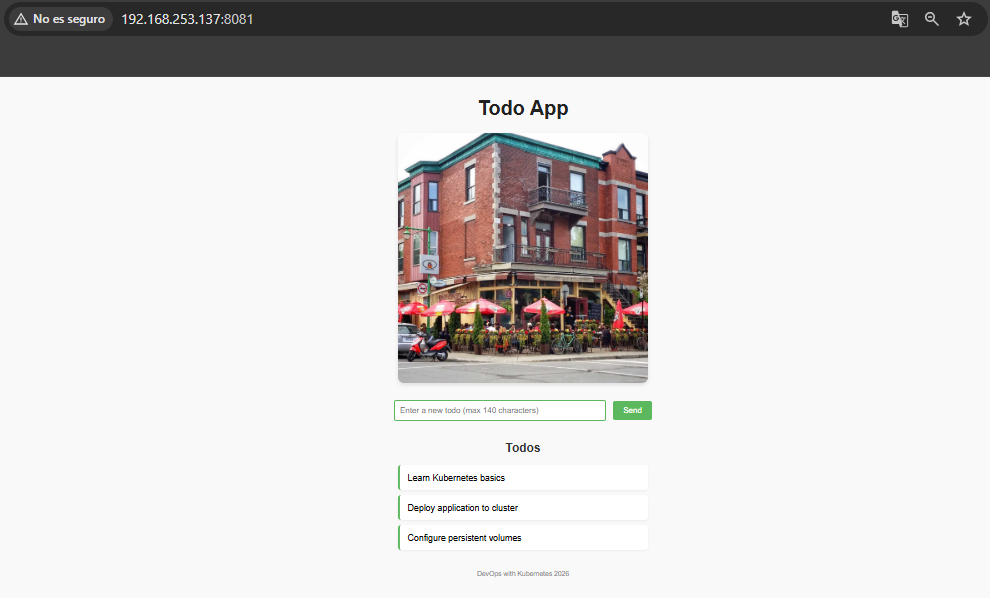 No es seguro 192.168.253.137:8081
Todo App
Enter a new todo (max 140 characters) Send
Todos
Learn Kubernetes basics
Deploy application to cluster
Configure persistent volumes
DevOps with Kubernetes 2026